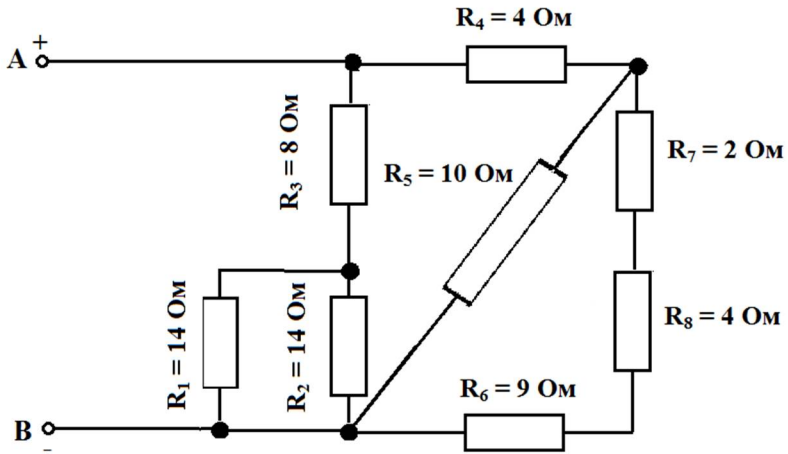 R4 = 4 Ом
A +
R3 = 8 Ом
R5 = 10 Ом
R7 = 2 Ом
R1 = 14 Ом
R2 = 14 Ом
R8 = 4 Ом
R6 = 9 Ом
B
-